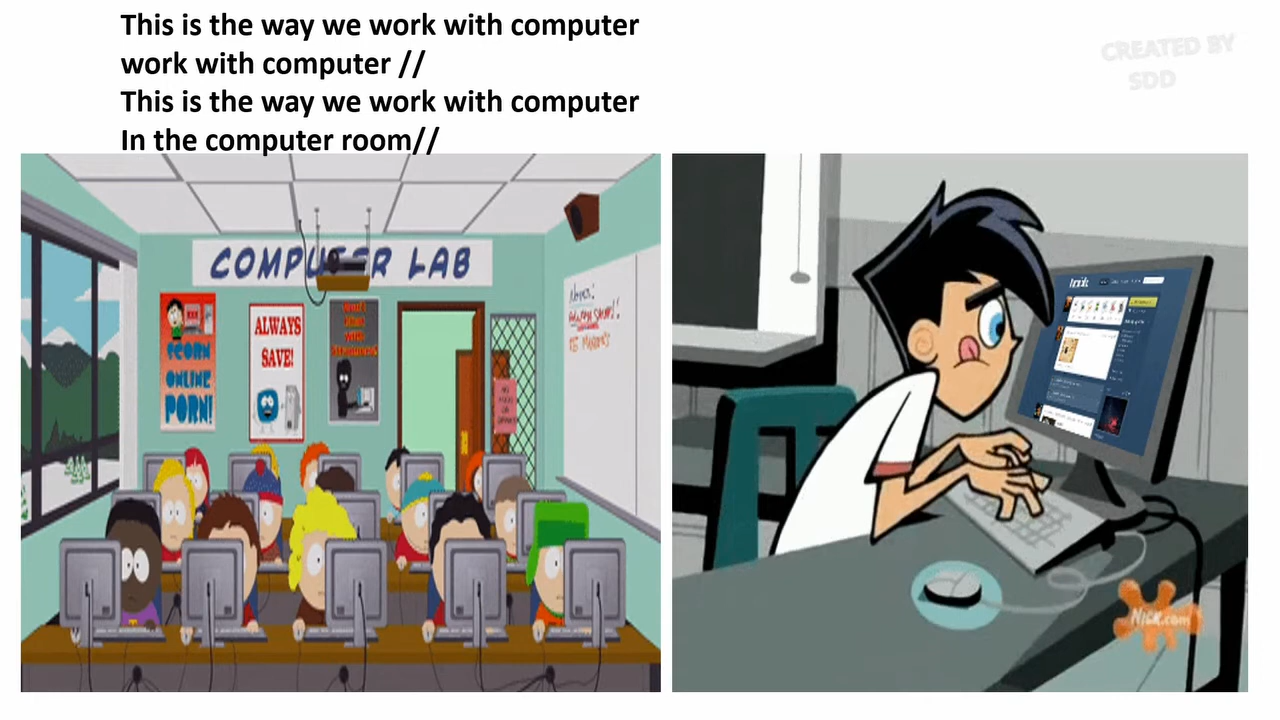 This is the way we work with computer
work with computer //
This is the way we work with computer
In the computer room//
CREATED BY
SDD
COMPUTER LAB
SCORN
ONLINE
PORN!
ALWAYS
SAVE!
NICK.com